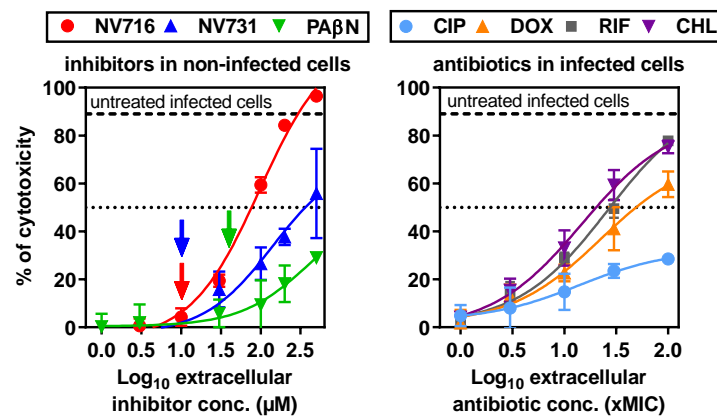 NV716 NV731 PAβN
CIP DOX RIF CHL
inhibitors in non-infected cells
antibiotics in infected cells
% of cytotoxicity
100
80
60
40
20
0
untreated infected cells
0.0 0.5 1.0 1.5 2.0 2.5
Log10 extracellular
inhibitor conc. (µM)
100
80
60
40
20
0
untreated infected cells
0.0 0.5 1.0 1.5 2.0
Log10 extracellular
antibiotic conc. (xMIC)